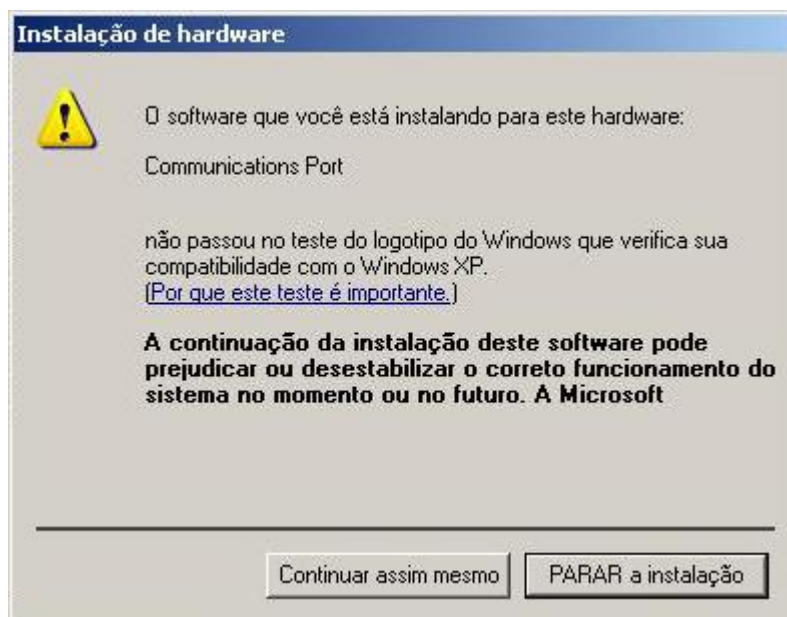 Instalação de hardware
O software que você está instalando para este hardware:
Communications Port
não passou no teste do logotipo do Windows que verifica sua
compatibilidade com o Windows XP.
(Por que este teste é importante.)
A continuação da instalação deste software pode
prejudicar ou desestabilizar o correto funcionamento do
sistema no momento ou no futuro. A Microsoft
Continuar assim mesmo
PARAR a instalação